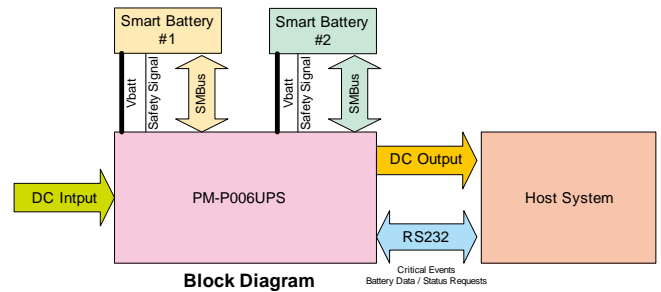 Smart Battery
#1
Smart Battery
#2
Vbatt
Safety Signal
SMBus
Vbatt
Safety Signal
SMBus
DC Output
DC Intput
PM-P006UPS
Host System
RS232
Critical Events
Battery Data / Status Requests
Block Diagram